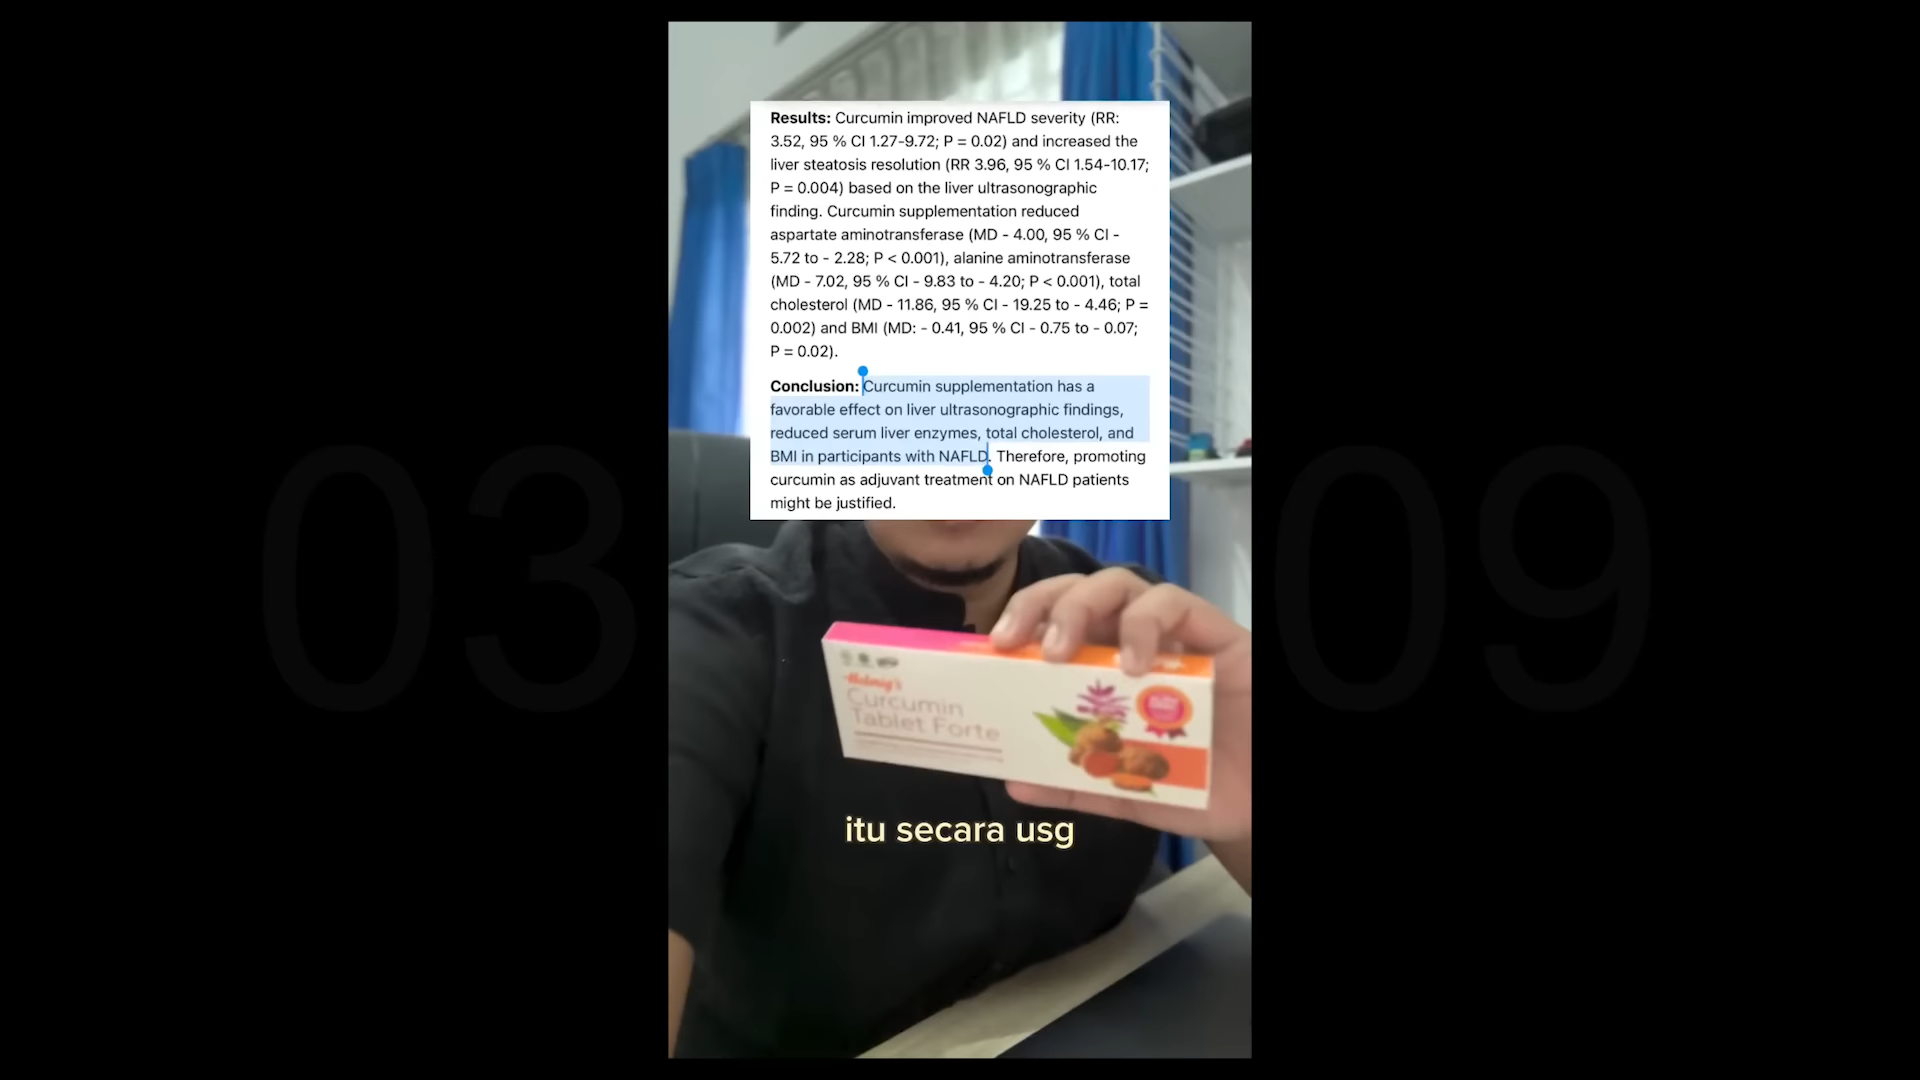 Results: Curcumin improved NAFLD severity (RR:
3.52, 95 % CI 1.27-9.72; P = 0.02) and increased the
liver steatosis resolution (RR 3.96, 95 % CI 1.54-10.17;
P = 0.004) based on the liver ultrasonographic
finding. Curcumin supplementation reduced
aspartate aminotransferase (MD - 4.00, 95 % CI -
5.72 to - 2.28; P < 0.001), alanine aminotransferase
(MD - 7.02, 95 % CI - 9.83 to - 4.20; P < 0.001), total
cholesterol (MD - 11.86, 95 % CI - 19.25 to - 4.46; P =
0.002) and BMI (MD: - 0.41, 95 % CI - 0.75 to - 0.07;
P = 0.02).
Conclusion: Curcumin supplementation has a
favorable effect on liver ultrasonographic findings,
reduced serum liver enzymes, total cholesterol, and
BMI in participants with NAFLD. Therefore, promoting
curcumin as adjuvant treatment on NAFLD patients
might be justified.
03 09
Helmig's
Curcumin
Tablet Forte
itu secara usg